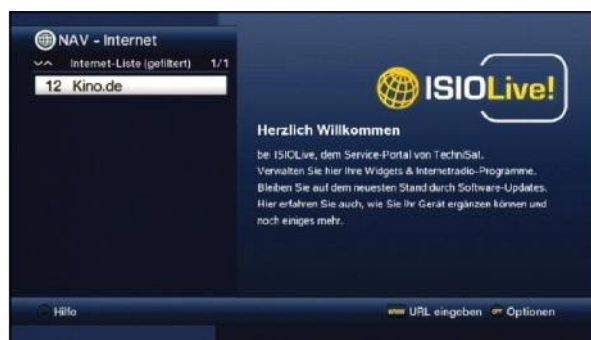 NAV - Internet
Internet-Liste (gefiltert) 1/1
12 Kino.de
ISIOLive!
Herzlich Willkommen
bei ISIOLive, dem Service-Portal von TechniSat.
Verwalten Sie hier Ihre Widgets & Internetradio-Programme.
Bleiben Sie auf dem neuesten Stand durch Software-Updates.
Hier erfahren Sie auch, wie Sie Ihr Gerät ergänzen können und
noch einiges mehr.
Hilfe
URL eingeben
Optionen